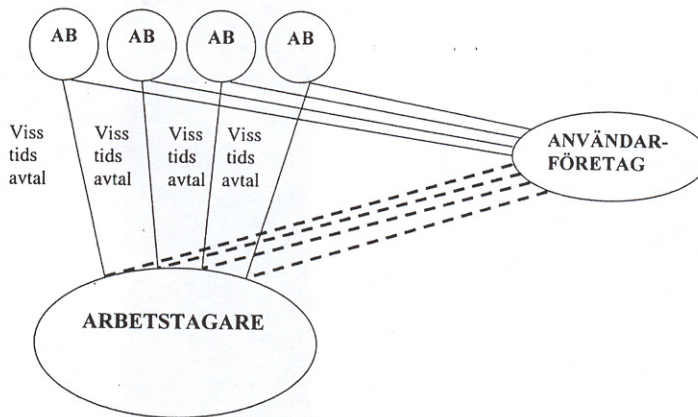 AB AB AB AB
Viss tids avtal
Viss tids avtal
Viss tids avtal
Viss tids avtal
ANVÄNDAR-
FÖRETAG
ARBETSTAGARE